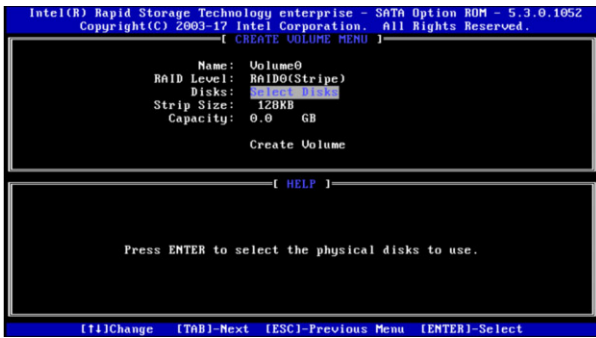 Intel(R) Rapid Storage Technology enterprise - SATA Option ROM - 5.3.0.1052
Copyright(C) 2003-17 Intel Corporation. All Rights Reserved.
[ CREATE VOLUME MENU ]
Name: Volume0
RAID Level: RAID0(Stripe)
Disks: Select Disks
Strip Size: 128KB
Capacity: 0.0 GB
Create Volume
[ HELP ]
Press ENTER to select the physical disks to use.
[↑↓]Change [TAB]-Next [ESC]-Previous Menu [ENTER]-Select